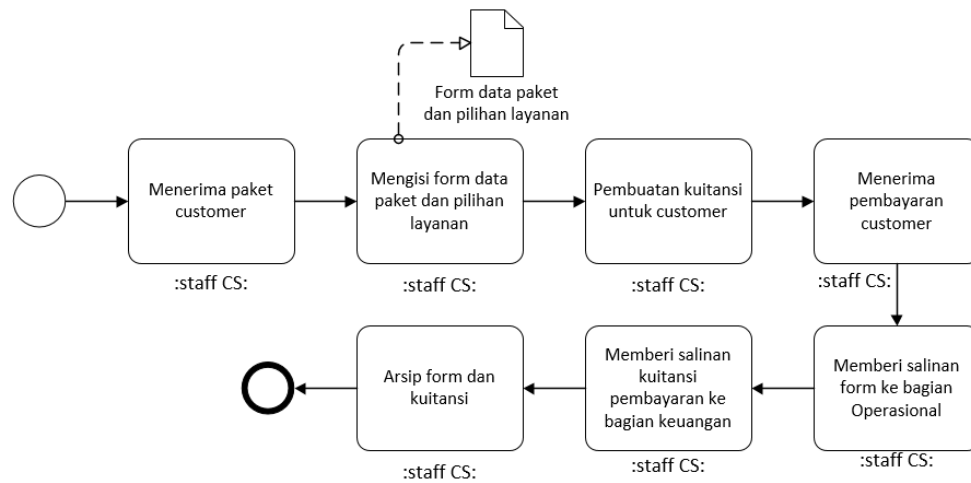 Form data paket
dan pilihan layanan
Menerima paket
customer
:staff CS:
Mengisi form data
paket dan pilihan
layanan
:staff CS:
Pembuatan kuitansi
untuk customer
:staff CS:
Menerima
pembayaran
customer
:staff CS:
Memberi salinan
form ke bagian
Operasional
:staff CS:
Memberi salinan
kuitansi
pembayaran ke
bagian keuangan
:staff CS:
Arsip form dan
kuitansi
:staff CS: